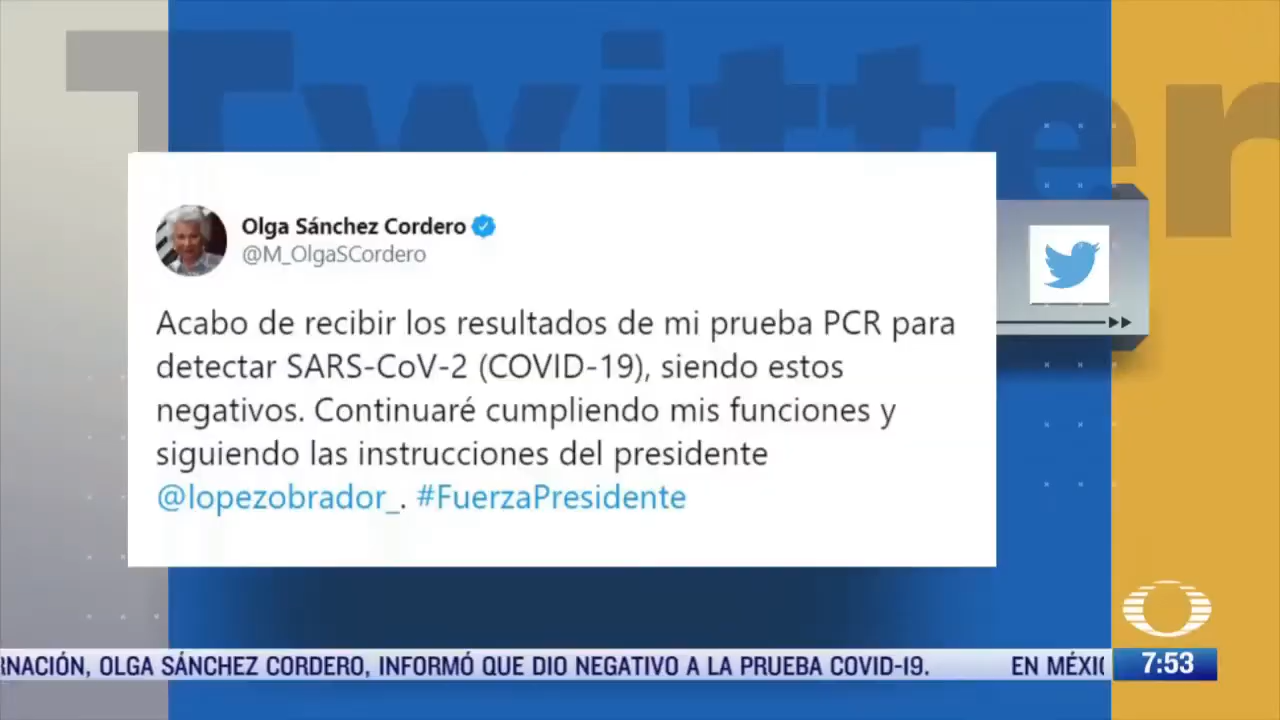 Twitter
Olga Sánchez Cordero
@M_OlgaSCordero
Acabo de recibir los resultados de mi prueba PCR para
detectar SARS-CoV-2 (COVID-19), siendo estos
negativos. Continuaré cumpliendo mis funciones y
siguiendo las instrucciones del presidente
@lopezobrador_. #FuerzaPresidente
RNACIÓN, OLGA SÁNCHEZ CORDERO, INFORMÓ QUE DIO NEGATIVO A LA PRUEBA COVID-19. EN MÉXIC
7:53